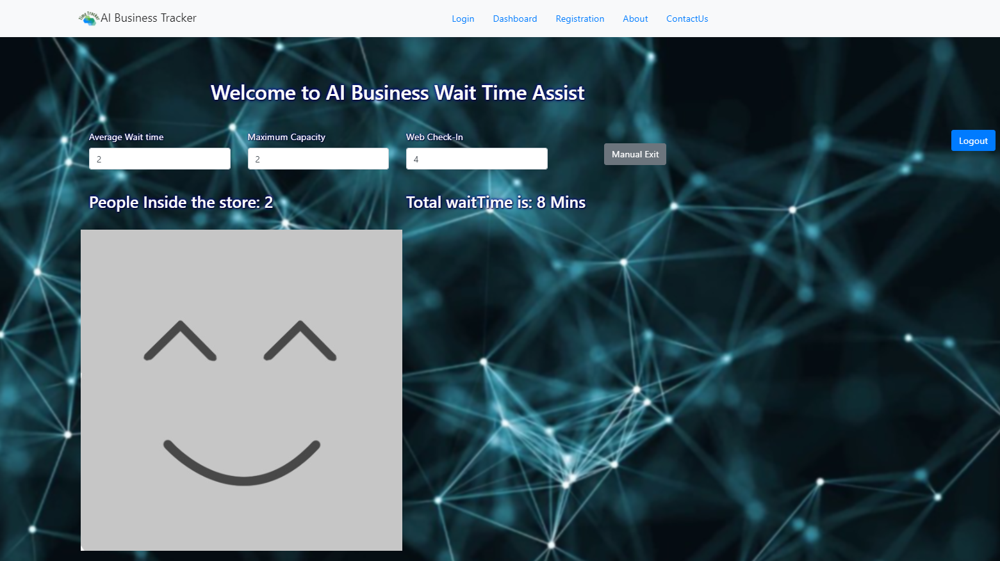 Time Tracker
AI Business Tracker
Login
Dashboard
Registration
About
ContactUs
Welcome to AI Business Wait Time Assist
Average Wait time
Maximum Capacity
Web Check-In
2
2
4
Manual Exit
Logout
People Inside the store: 2
Total waitTime is: 8 Mins